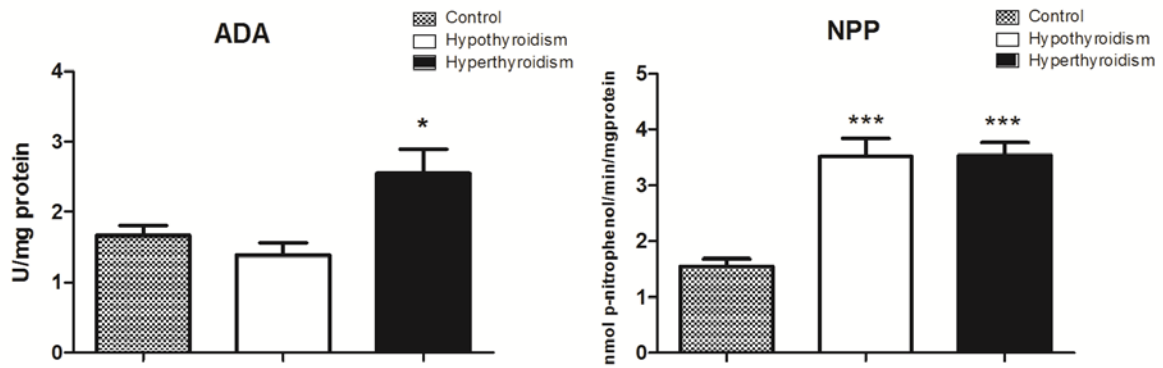 ADA
Control
Hypothyroidism
Hyperthyroidism
U/mg protein
4
3
2
1
0
*
NPP
Control
Hypothyroidism
Hyperthyroidism
nmol p-nitrophenol/min/mgprotein
5
4
3
2
1
0
***
***